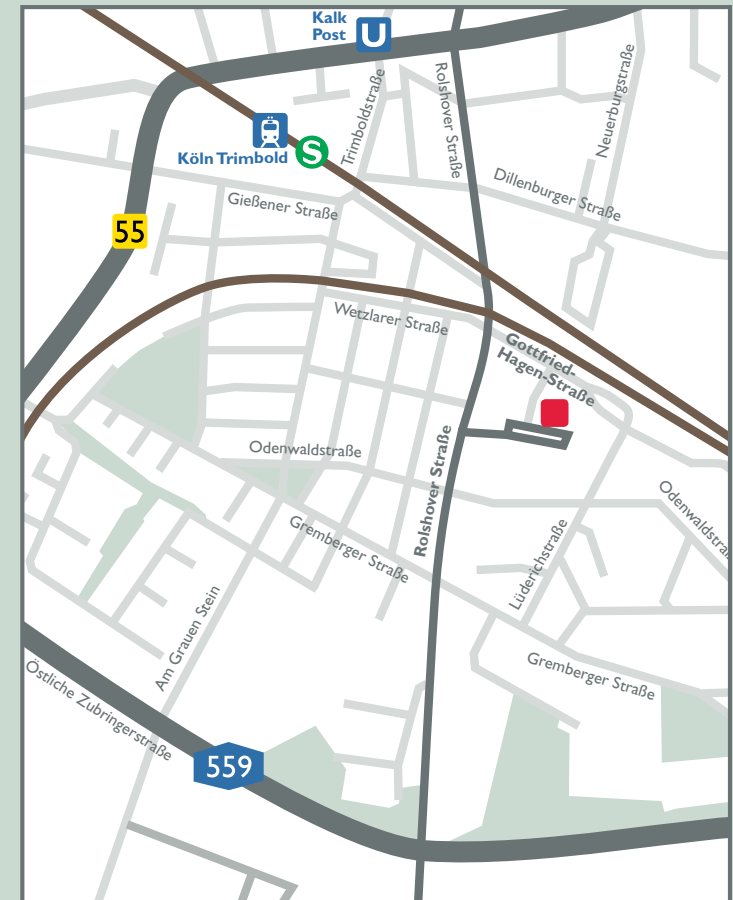 Kalk
Post
U
Köln Trimbold
S
Trimboldstraße
Rolshover Straße
Neuerburgstraße
Dillenburger Straße
Gießener Straße
55
Wetzlarer Straße
Gottfried-
Hagen-Straße
Odenwaldstraße
Rolshover Straße
Odenwaldstraß
Gremberger Straße
Lüderichstraße
Am Grauen Stein
Gremberger Straße
Östliche Zubringerstraße
559